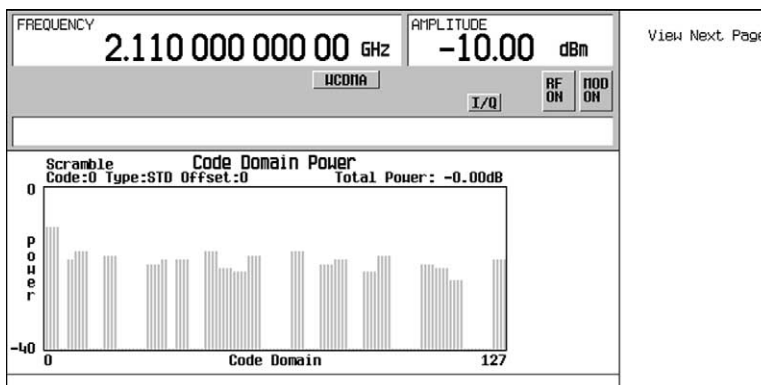 FREQUENCY
2.110 000 000 00 GHz
AMPLITUDE
-10.00 dBm
View Next Page
WCDMA
I/Q
RF ON
MOD ON
Scramble Code Domain Power
Code:0 Type:STD Offset:0 Total Power: -0.00dB
0
Power
-40
0 Code Domain 127